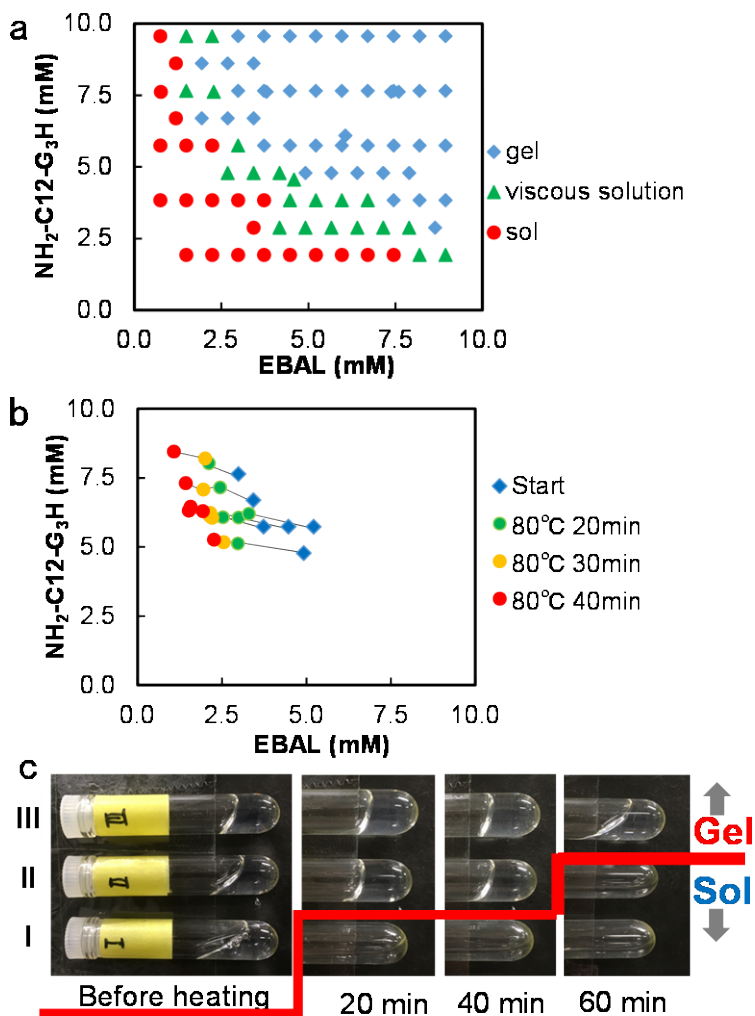 a
10.0
7.5
5.0
2.5
0.0
NH₂-C12-G₃H (mM)
0.0 2.5 5.0 7.5 10.0
EBAL (mM)
gel
viscous solution
sol
b
10.0
7.5
5.0
2.5
0.0
NH₂-C12-G₃H (mM)
0.0 2.5 5.0 7.5 10.0
EBAL (mM)
Start
80℃ 20min
80℃ 30min
80℃ 40min
c
III
III
Gel
II
II
Sol
I
I
Before heating 20 min 40 min 60 min